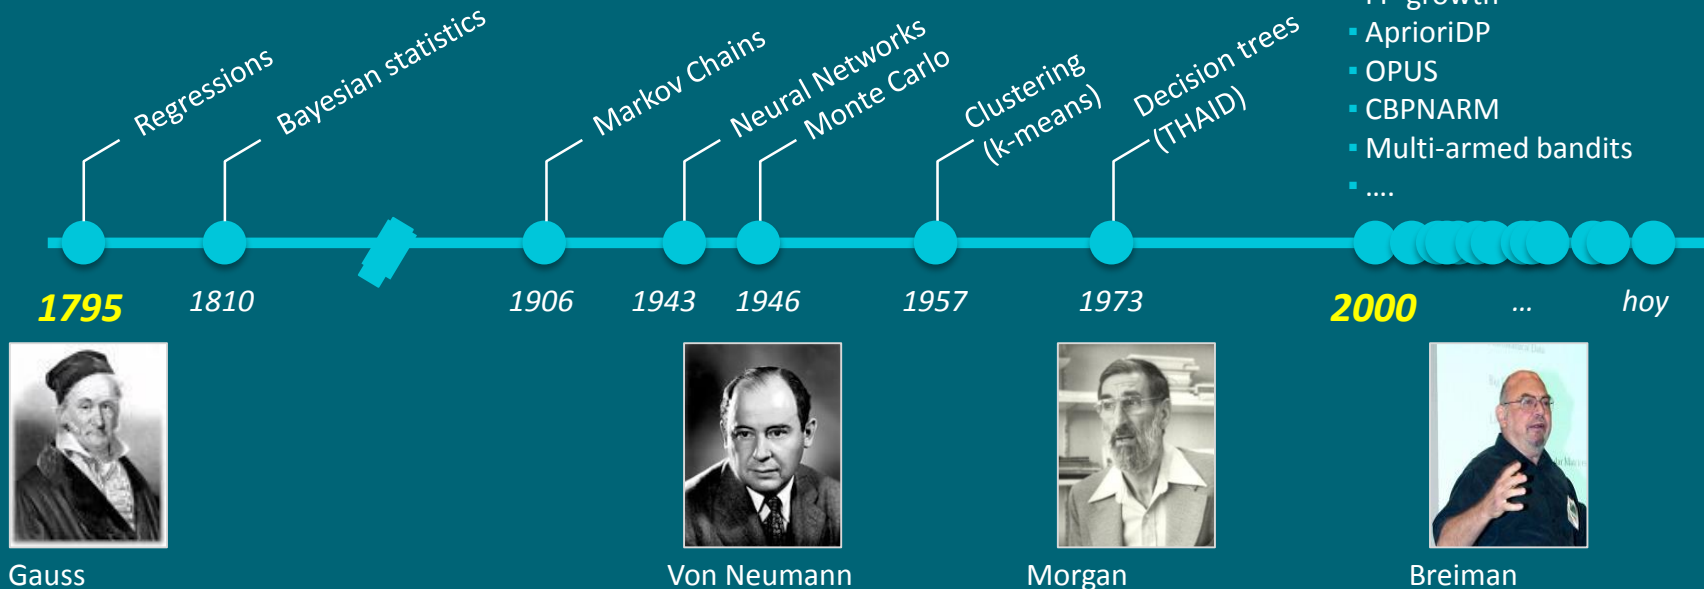 growth
AprioriDP
OPUS
CBPNARM
Multi-armed bandits
....
Regressions
Bayesian statistics
Markov Chains
Neural Networks
Monte Carlo
Clustering
(k-means)
Decision trees
(THAID)
1795
1810
1906
1943
1946
1957
1973
2000
...
hoy
Gauss
Von Neumann
Morgan
Breiman